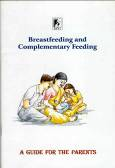 Breastfeeding and
Complementary Feeding
A GUIDE FOR THE PARENTS